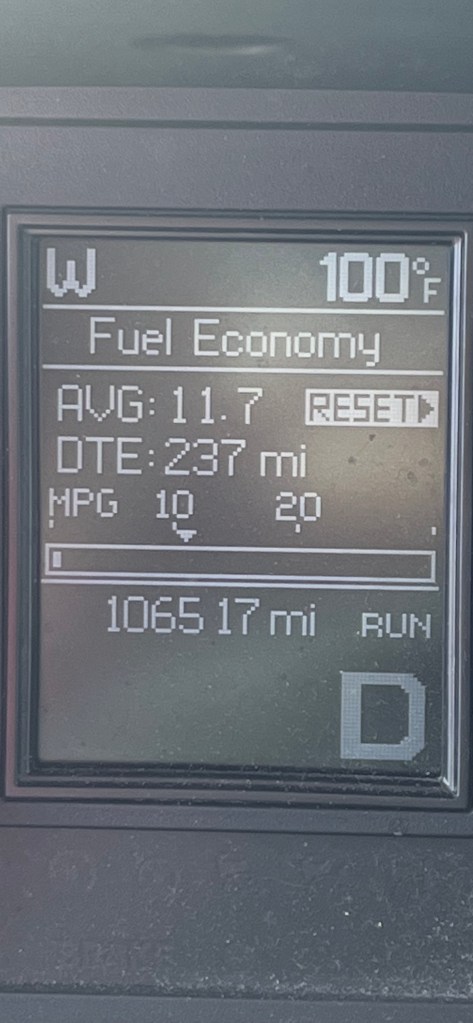 W 100°F
Fuel Economy
AVG: 11.7 RESET
DTE: 237 mi
MPG 10 20
106517 mi RUN
D